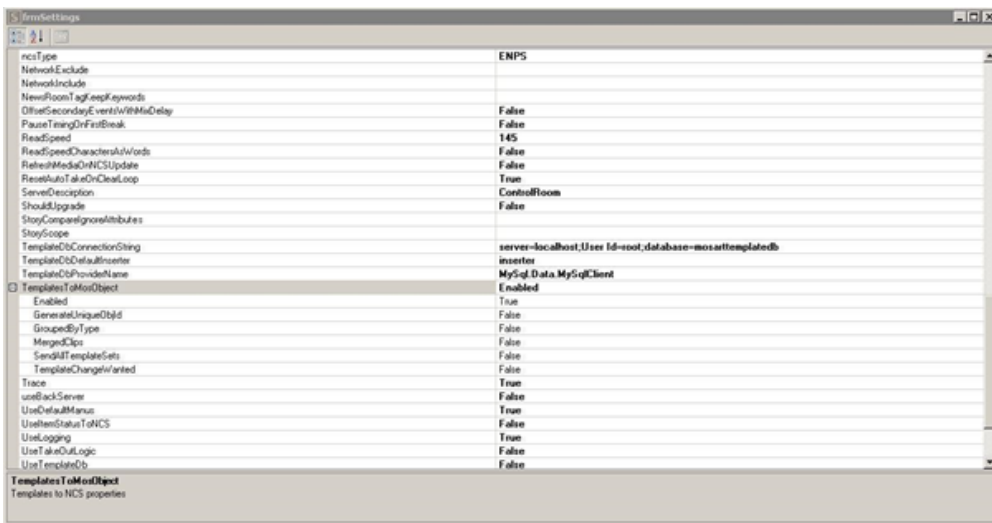 frmSettings
ncsType ENPS
NetworkExclude
NetworkInclude
NewsRoomTagKeepKeywords
OffsetSecondaryEventsWithMixDelay False
PauseTimingOnFirstBreak False
ReadSpeed 145
ReadSpeedCharactersAsWords False
RefreshMediaOnNCSUpdate False
ResetAutoTakeOnClearLoop True
ServerDescirption ControlRoom
ShouldUpgrade False
StoryCompareIgnoreAttributes
StoryScope
TemplateDbConnectionString server=localhost;User Id=root;database=mosarttemplatedb
TemplateDbDefaultInserter inserter
TemplateDbProviderName MySql.Data.MySqlClient
TemplatesToMosObject Enabled
Enabled True
GenerateUniqueObjId False
GroupedByType False
MergedClips False
SendAllTemplateSets False
TemplateChangeWanted False
Trace True
useBackServer False
UseDefaultManus True
UseItemStatusToNCS False
UseLogging True
UseTakeOutLogic False
UseTemplateDb False
TemplatesToMosObject
Templates to NCS properties